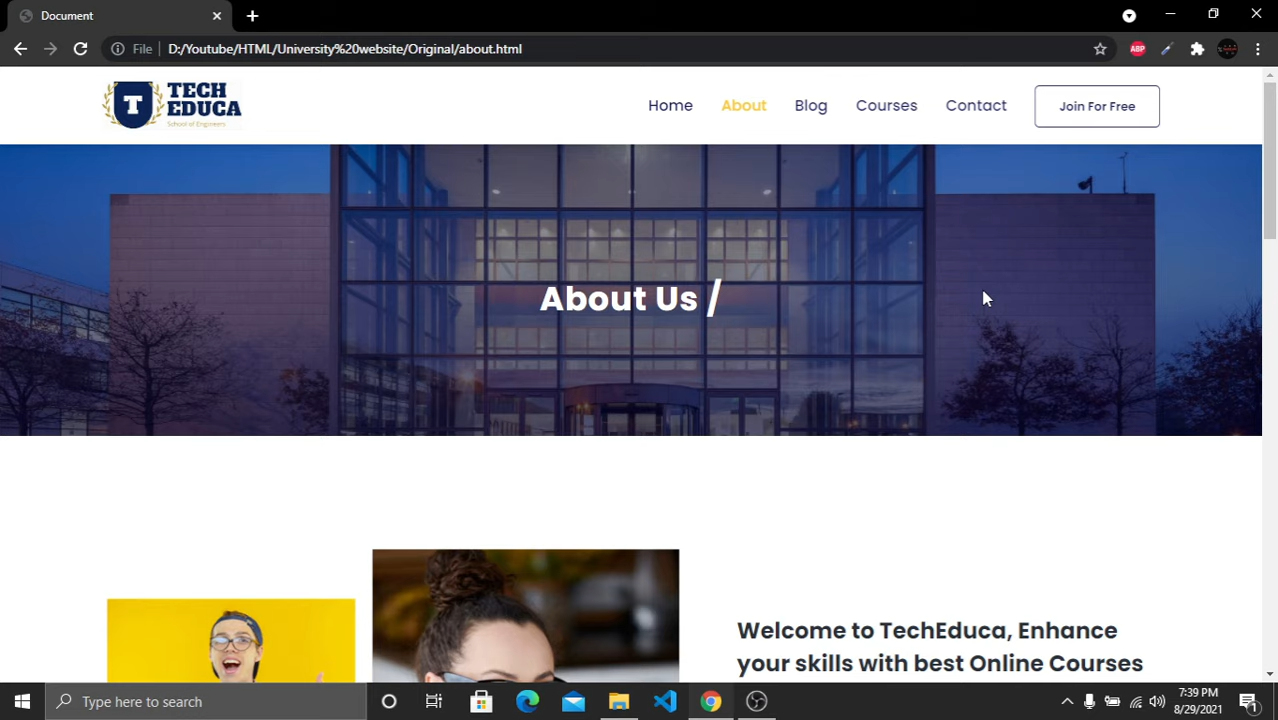 Document
File D:/Youtube/HTML/University%20website/Original/about.html
ABP
T TECH EDUCA
School of Engineers
Home About Blog Courses Contact Join For Free
About Us /
Welcome to TechEduca, Enhance
your skills with best Online Courses
Type here to search
7:39 PM
8/29/2021
1